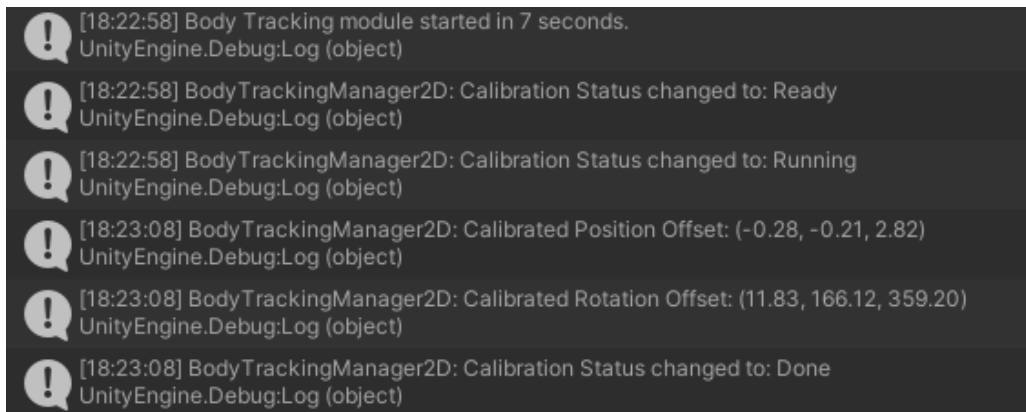 [18:22:58] Body Tracking module started in 7 seconds.
UnityEngine.Debug:Log (object)
[18:22:58] BodyTrackingManager2D: Calibration Status changed to: Ready
UnityEngine.Debug:Log (object)
[18:22:58] BodyTrackingManager2D: Calibration Status changed to: Running
UnityEngine.Debug:Log (object)
[18:23:08] BodyTrackingManager2D: Calibrated Position Offset: (-0.28, -0.21, 2.82)
UnityEngine.Debug:Log (object)
[18:23:08] BodyTrackingManager2D: Calibrated Rotation Offset: (11.83, 166.12, 359.20)
UnityEngine.Debug:Log (object)
[18:23:08] BodyTrackingManager2D: Calibration Status changed to: Done
UnityEngine.Debug:Log (object)